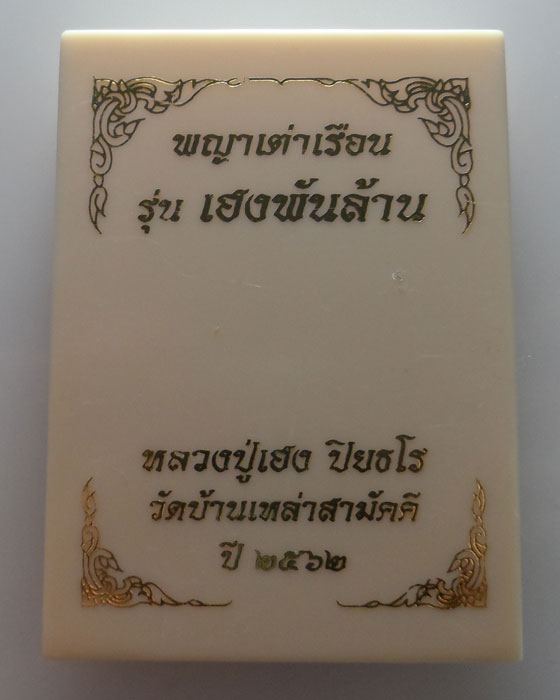 พญาเต่าเรือน
รุ่น เฮงพันล้าน
หลวงปู่เฮง ปิยธโร
วัดบ้านเหล่าสามัคคี
ปี ๒๕๖๒